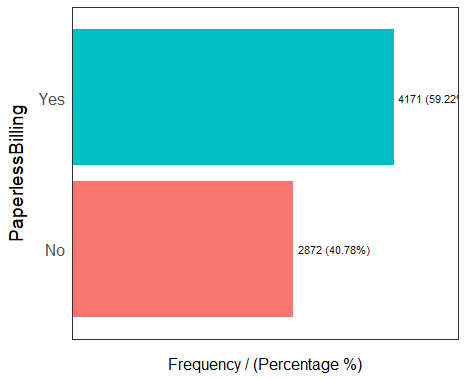 PaperlessBilling
Yes
4171 (59.22%
No
2872 (40.78%)
Frequency / (Percentage %)